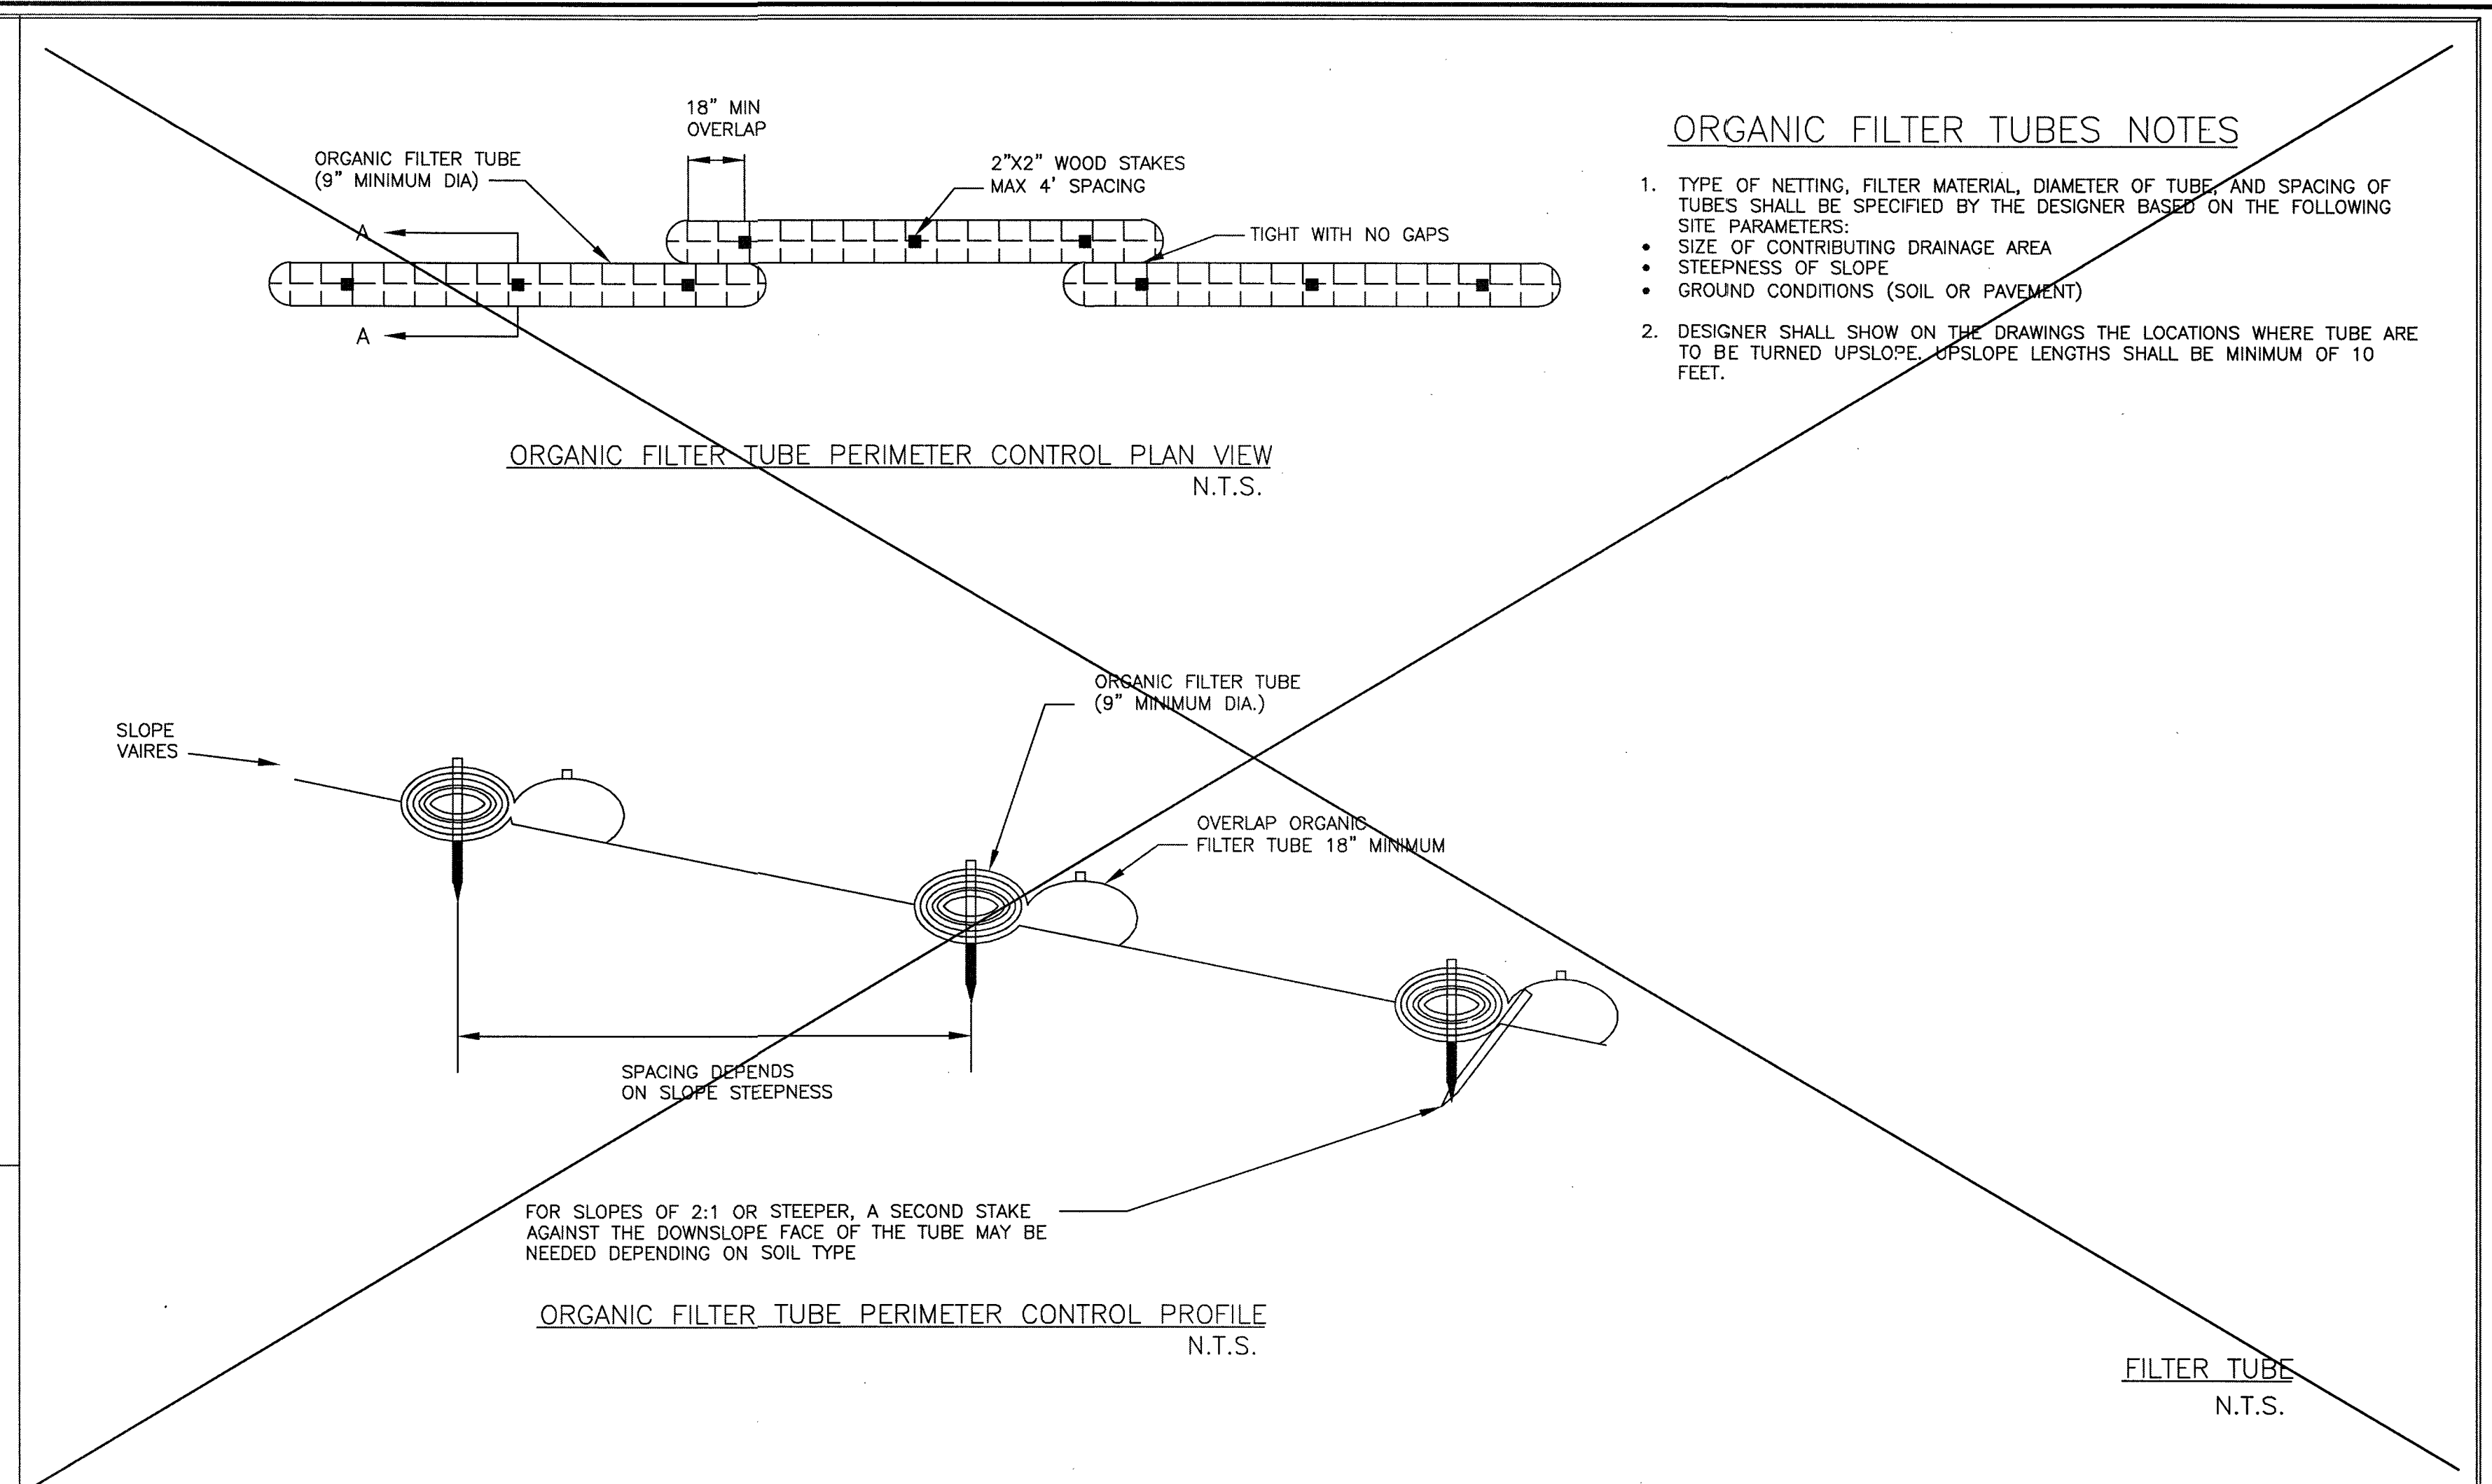 18" MIN
OVERLAP
ORGANIC FILTER TUBE
(9" MINIMUM DIA)
2"X2" WOOD STAKES
MAX 4' SPACING
TIGHT WITH NO GAPS
A
A
ORGANIC FILTER TUBE PERIMETER CONTROL PLAN VIEW
N.T.S.
ORGANIC FILTER TUBES NOTES
1. TYPE OF NETTING, FILTER MATERIAL, DIAMETER OF TUBE, AND SPACING OF
TUBES SHALL BE SPECIFIED BY THE DESIGNER BASED ON THE FOLLOWING
SITE PARAMETERS:
• SIZE OF CONTRIBUTING DRAINAGE AREA
• STEEPNESS OF SLOPE
• GROUND CONDITIONS (SOIL OR PAVEMENT)
2. DESIGNER SHALL SHOW ON THE DRAWINGS THE LOCATIONS WHERE TUBE ARE
TO BE TURNED UPSLOPE. UPSLOPE LENGTHS SHALL BE MINIMUM OF 10
FEET.
SLOPE
VAIRES
ORGANIC FILTER TUBE
(9" MINIMUM DIA.)
OVERLAP ORGANIC
FILTER TUBE 18" MINIMUM
SPACING DEPENDS
ON SLOPE STEEPNESS
FOR SLOPES OF 2:1 OR STEEPER, A SECOND STAKE
AGAINST THE DOWNSLOPE FACE OF THE TUBE MAY BE
NEEDED DEPENDING ON SOIL TYPE
ORGANIC FILTER TUBE PERIMETER CONTROL PROFILE
N.T.S.
FILTER TUBE
N.T.S.